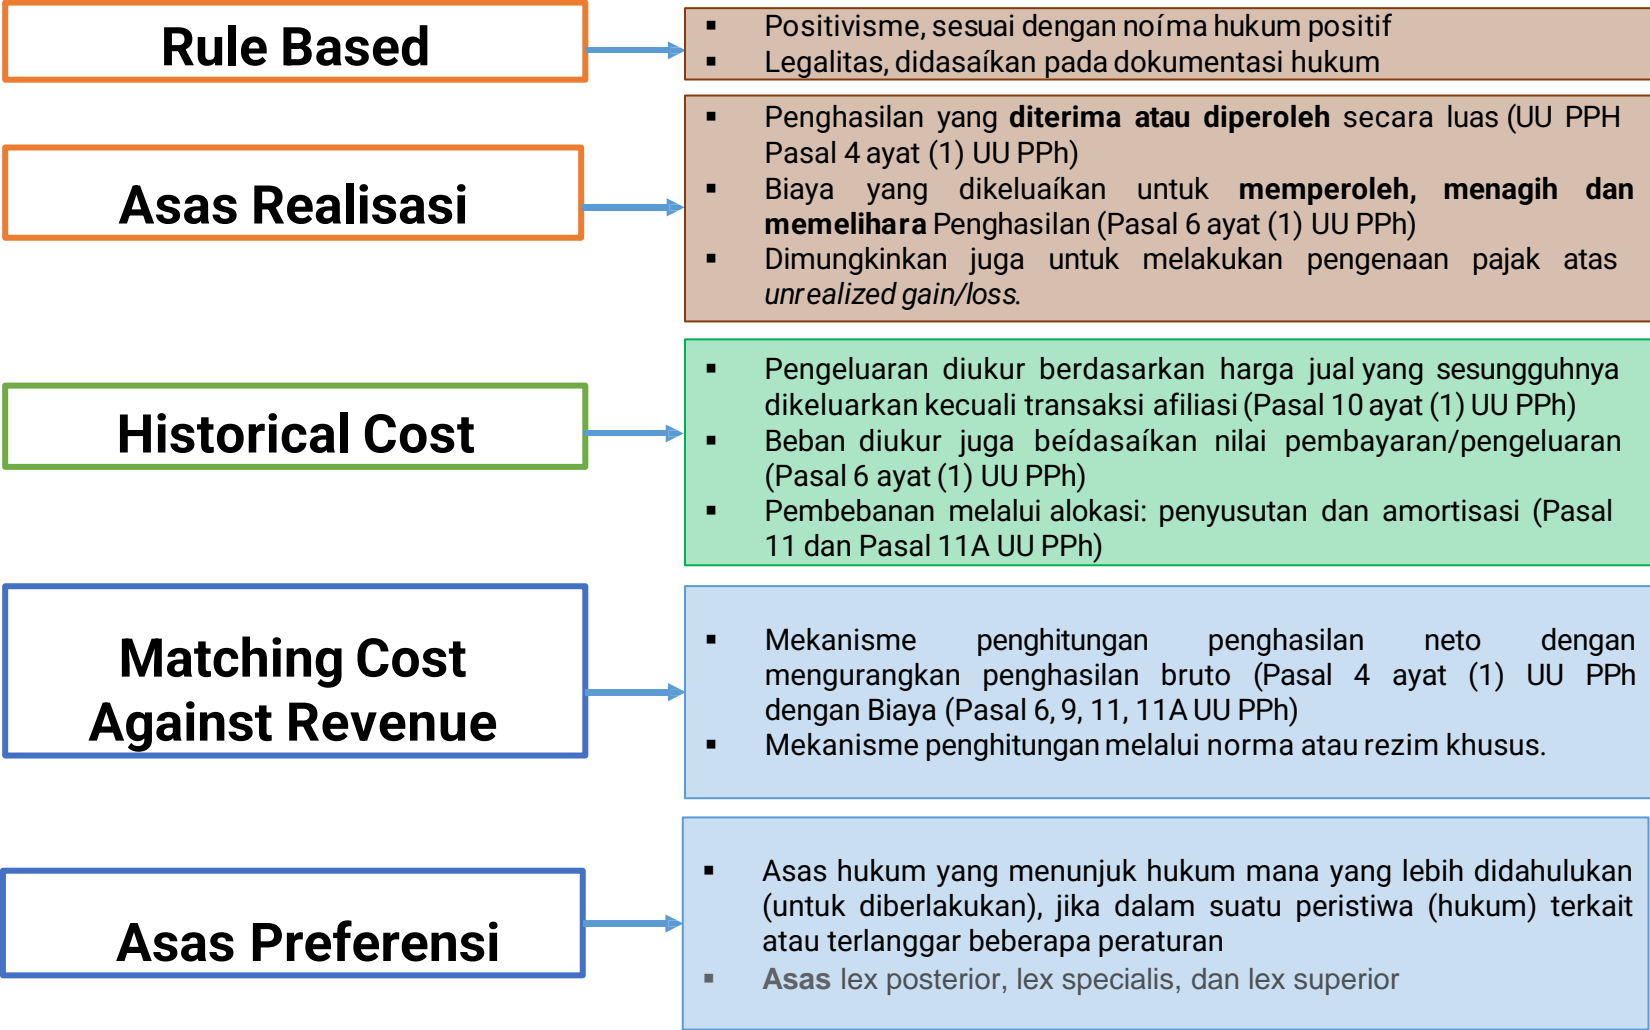 Rule Based
▪ Positivisme, sesuai dengan noíma hukum positif
▪ Legalitas, didasaíkan pada dokumentasi hukum
Asas Realisasi
▪ Penghasilan yang diterima atau diperoleh secara luas (UU PPH
Pasal 4 ayat (1) UU PPh)
▪ Biaya yang dikeluaíkan untuk memperoleh, menagih dan
memelihara Penghasilan (Pasal 6 ayat (1) UU PPh)
▪ Dimungkinkan juga untuk melakukan pengenaan pajak atas
unrealized gain/loss.
Historical Cost
▪ Pengeluaran diukur berdasarkan harga jual yang sesungguhnya
dikeluarkan kecuali transaksi afiliasi (Pasal 10 ayat (1) UU PPh)
▪ Beban diukur juga beídasaíkan nilai pembayaran/pengeluaran
(Pasal 6 ayat (1) UU PPh)
▪ Pembebanan melalui alokasi: penyusutan dan amortisasi (Pasal
11 dan Pasal 11A UU PPh)
Matching Cost
Against Revenue
▪ Mekanisme penghitungan penghasilan neto dengan
mengurangkan penghasilan bruto (Pasal 4 ayat (1) UU PPh
dengan Biaya (Pasal 6, 9, 11, 11A UU PPh)
▪ Mekanisme penghitungan melalui norma atau rezim khusus.
Asas Preferensi
▪ Asas hukum yang menunjuk hukum mana yang lebih didahulukan
(untuk diberlakukan), jika dalam suatu peristiwa (hukum) terkait
atau terlanggar beberapa peraturan
▪ Asas lex posterior, lex specialis, dan lex superior